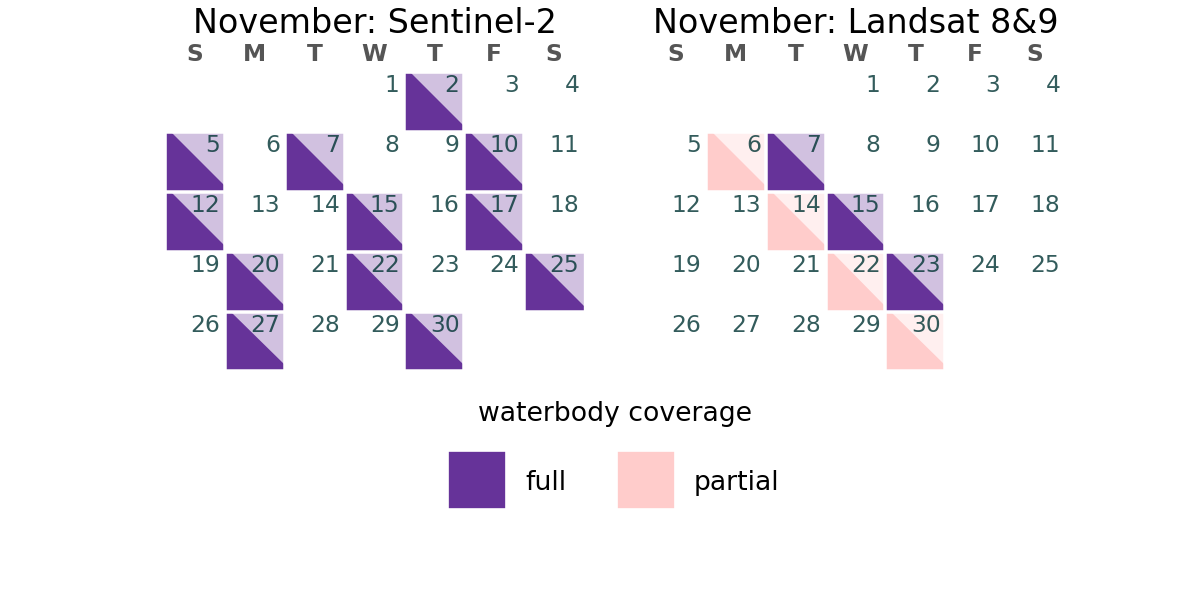 November: Sentinel-2
S M T W T F S
1 2 3 4
5 6 7 8 9 10 11
12 13 14 15 16 17 18
19 20 21 22 23 24 25
26 27 28 29 30
November: Landsat 8&9
S M T W T F S
1 2 3 4
5 6 7 8 9 10 11
12 13 14 15 16 17 18
19 20 21 22 23 24 25
26 27 28 29 30
waterbody coverage
full
partial